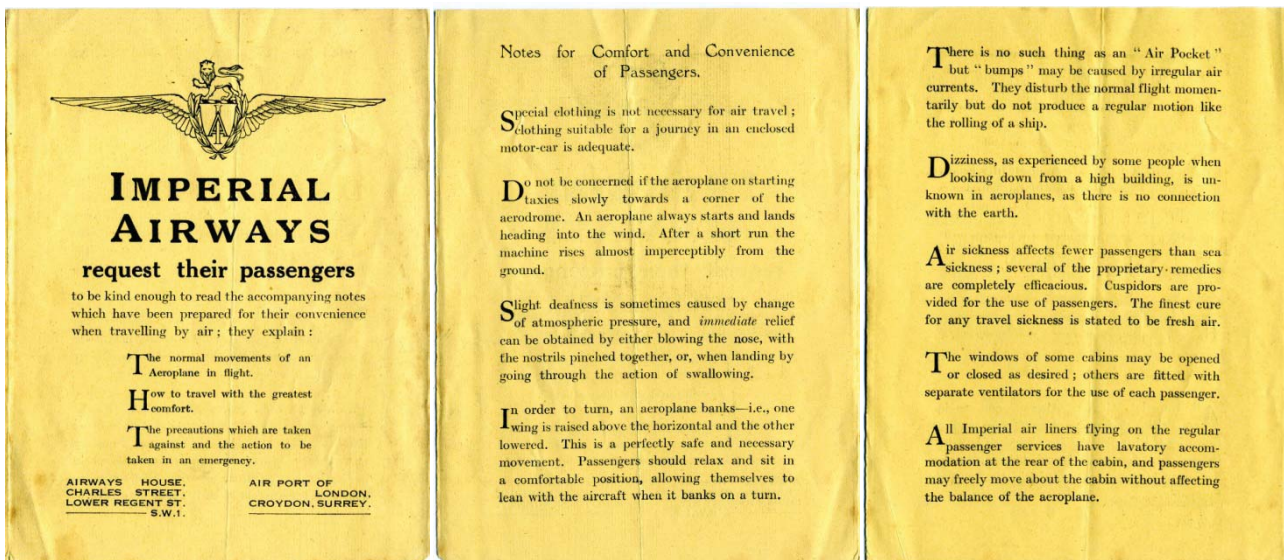 IMPERIAL
AIRWAYS
request their passengers
to be kind enough to read the accompanying notes
which have been prepared for their convenience
when travelling by air ; they explain :
The normal movements of an
Aeroplane in flight.
How to travel with the greatest
comfort.
The precautions which are taken
against and the action to be
taken in an emergency.
AIRWAYS HOUSE,
CHARLES STREET,
LOWER REGENT ST.
S.W.1.
AIR PORT OF
LONDON,
CROYDON, SURREY.
Notes for Comfort and Convenience
of Passengers.
Special clothing is not necessary for air travel ;
clothing suitable for a journey in an enclosed
motor-car is adequate.
Do not be concerned if the aeroplane on starting
taxies slowly towards a corner of the
aerodrome. An aeroplane always starts and lands
heading into the wind. After a short run the
machine rises almost imperceptibly from the
ground.
Slight deafness is sometimes caused by change
of atmospheric pressure, and immediate relief
can be obtained by either blowing the nose, with
the nostrils pinched together, or, when landing by
going through the action of swallowing.
In order to turn, an aeroplane banks—i.e., one
wing is raised above the horizontal and the other
lowered. This is a perfectly safe and necessary
movement. Passengers should relax and sit in
a comfortable position, allowing themselves to
lean with the aircraft when it banks on a turn.
There is no such thing as an " Air Pocket "
but " bumps " may be caused by irregular air
currents. They disturb the normal flight momen-
tarily but do not produce a regular motion like
the rolling of a ship.
Dizziness, as experienced by some people when
looking down from a high building, is un-
known in aeroplanes, as there is no connection
with the earth.
Air sickness affects fewer passengers than sea
sickness ; several of the proprietary remedies
are completely efficacious. Cuspidors are pro-
vided for the use of passengers. The finest cure
for any travel sickness is stated to be fresh air.
The windows of some cabins may be opened
or closed as desired ; others are fitted with
separate ventilators for the use of each passenger.
All Imperial air liners flying on the regular
passenger services have lavatory accom-
modation at the rear of the cabin, and passengers
may freely move about the cabin without affecting
the balance of the aeroplane.